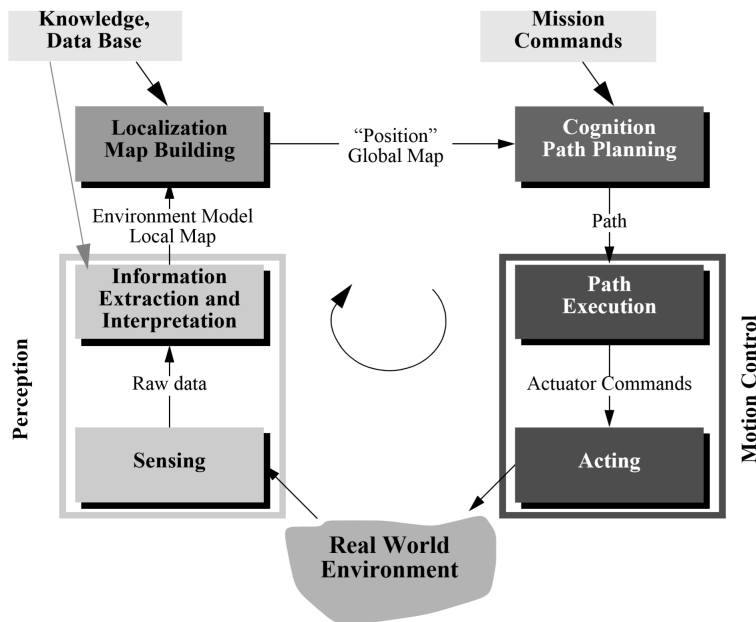 Knowledge,
Data Base
Mission
Commands
Localization
Map Building
“Position”
Global Map
Cognition
Path Planning
Environment Model
Local Map
Path
Information
Extraction and
Interpretation
Path
Execution
Perception
Motion Control
Raw data
Actuator Commands
Sensing
Acting
Real World
Environment